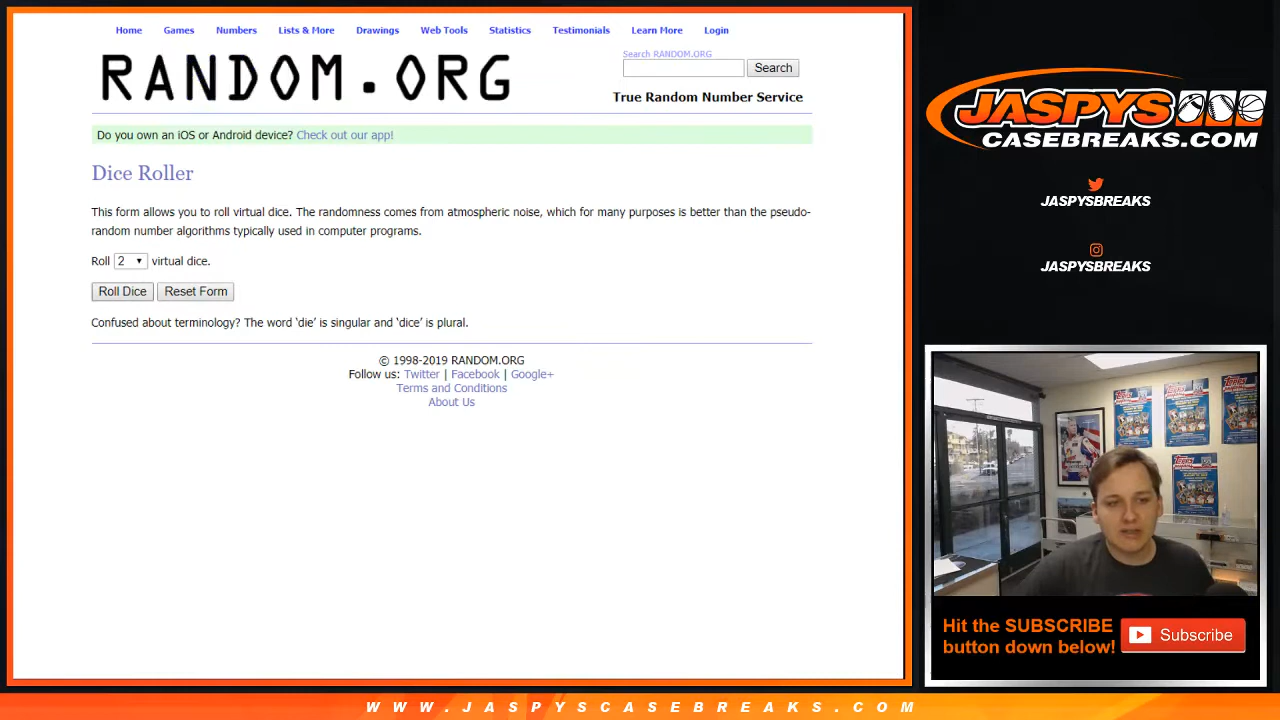 Home Games Numbers Lists & More Drawings Web Tools Statistics Testimonials Learn More Login
RANDOM.ORG
Search RANDOM.ORG
Search
True Random Number Service
Do you own an iOS or Android device? Check out our app!
Dice Roller
This form allows you to roll virtual dice. The randomness comes from atmospheric noise, which for many purposes is better than the pseudo-
random number algorithms typically used in computer programs.
Roll 2 virtual dice.
Roll Dice Reset Form
Confused about terminology? The word 'die' is singular and 'dice' is plural.
© 1998-2019 RANDOM.ORG
Follow us: Twitter | Facebook | Google+
Terms and Conditions
About Us
JASPYS
CASEBREAKS.COM
JASPYSBREAKS
JASPYSBREAKS
Topps
Topps
Topps
Hit the SUBSCRIBE
button down below!
Subscribe
WWW.JASPYSCASEBREAKS.COM